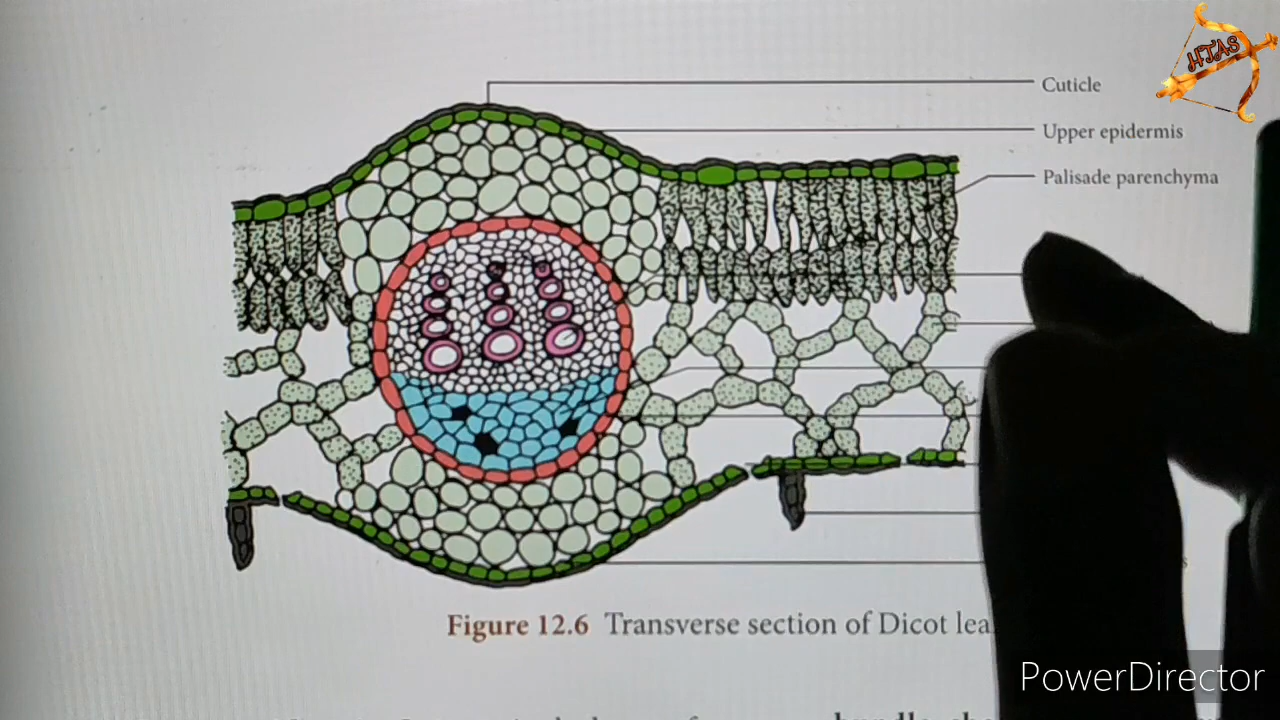 HTAS
Cuticle
Upper epidermis
Palisade parenchyma
Figure 12.6 Transverse section of Dicot lea
PowerDirector